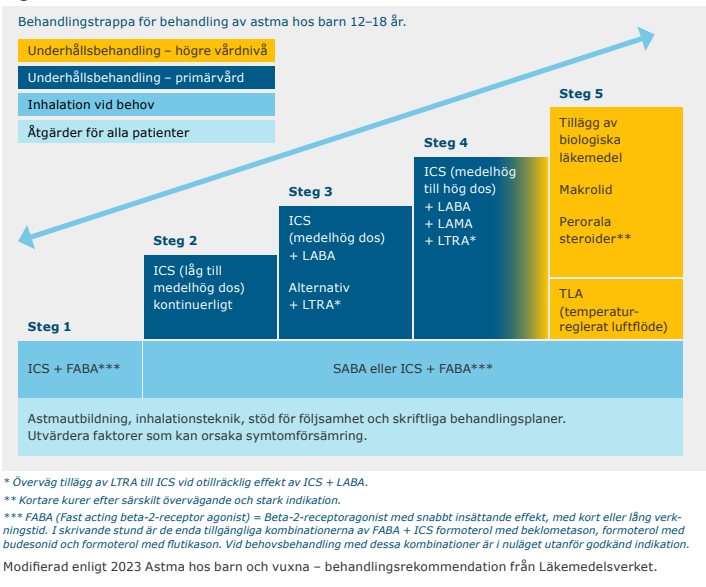 Behandlingstrappa för behandling av astma hos barn 12–18 år.
Underhållsbehandling – högre vårdnivå
Underhållsbehandling – primärvård
Inhalation vid behov
Åtgärder för alla patienter
Steg 1
ICS + FABA***
Steg 2
ICS (låg till
medelhög dos)
kontinuerligt
Steg 3
ICS
(medelhög dos)
+ LABA
Alternativ
+ LTRA*
Steg 4
ICS (medelhög
till hög dos)
+ LABA
+ LAMA
+ LTRA*
Steg 5
Tillägg av
biologiska
läkemedel
Makrolid
Perorala
steroider**
TLA
(temperatur-
reglerat luftflöde)
SABA eller ICS + FABA***
Astmautbildning, inhalationsteknik, stöd för följsamhet och skriftliga behandlingsplaner.
Utvärdera faktorer som kan orsaka symtomförsämring.
* Överväg tillägg av LTRA till ICS vid otillräcklig effekt av ICS + LABA.
** Kortare kurer efter särskilt övervägande och stark indikation.
*** FABA (Fast acting beta-2-receptor agonist) = Beta-2-receptoragonist med snabbt insättande effekt, med kort eller lång verk-
ningstid. I skrivande stund är de enda tillgängliga kombinationerna av FABA + ICS formoterol med beklometason, formoterol med
budesonid och formoterol med flutikason. Vid behovsbehandling med dessa kombinationer är i nuläget utanför godkänd indikation.
Modifierad enligt 2023 Astma hos barn och vuxna – behandlingsrekommendation från Läkemedelsverket.